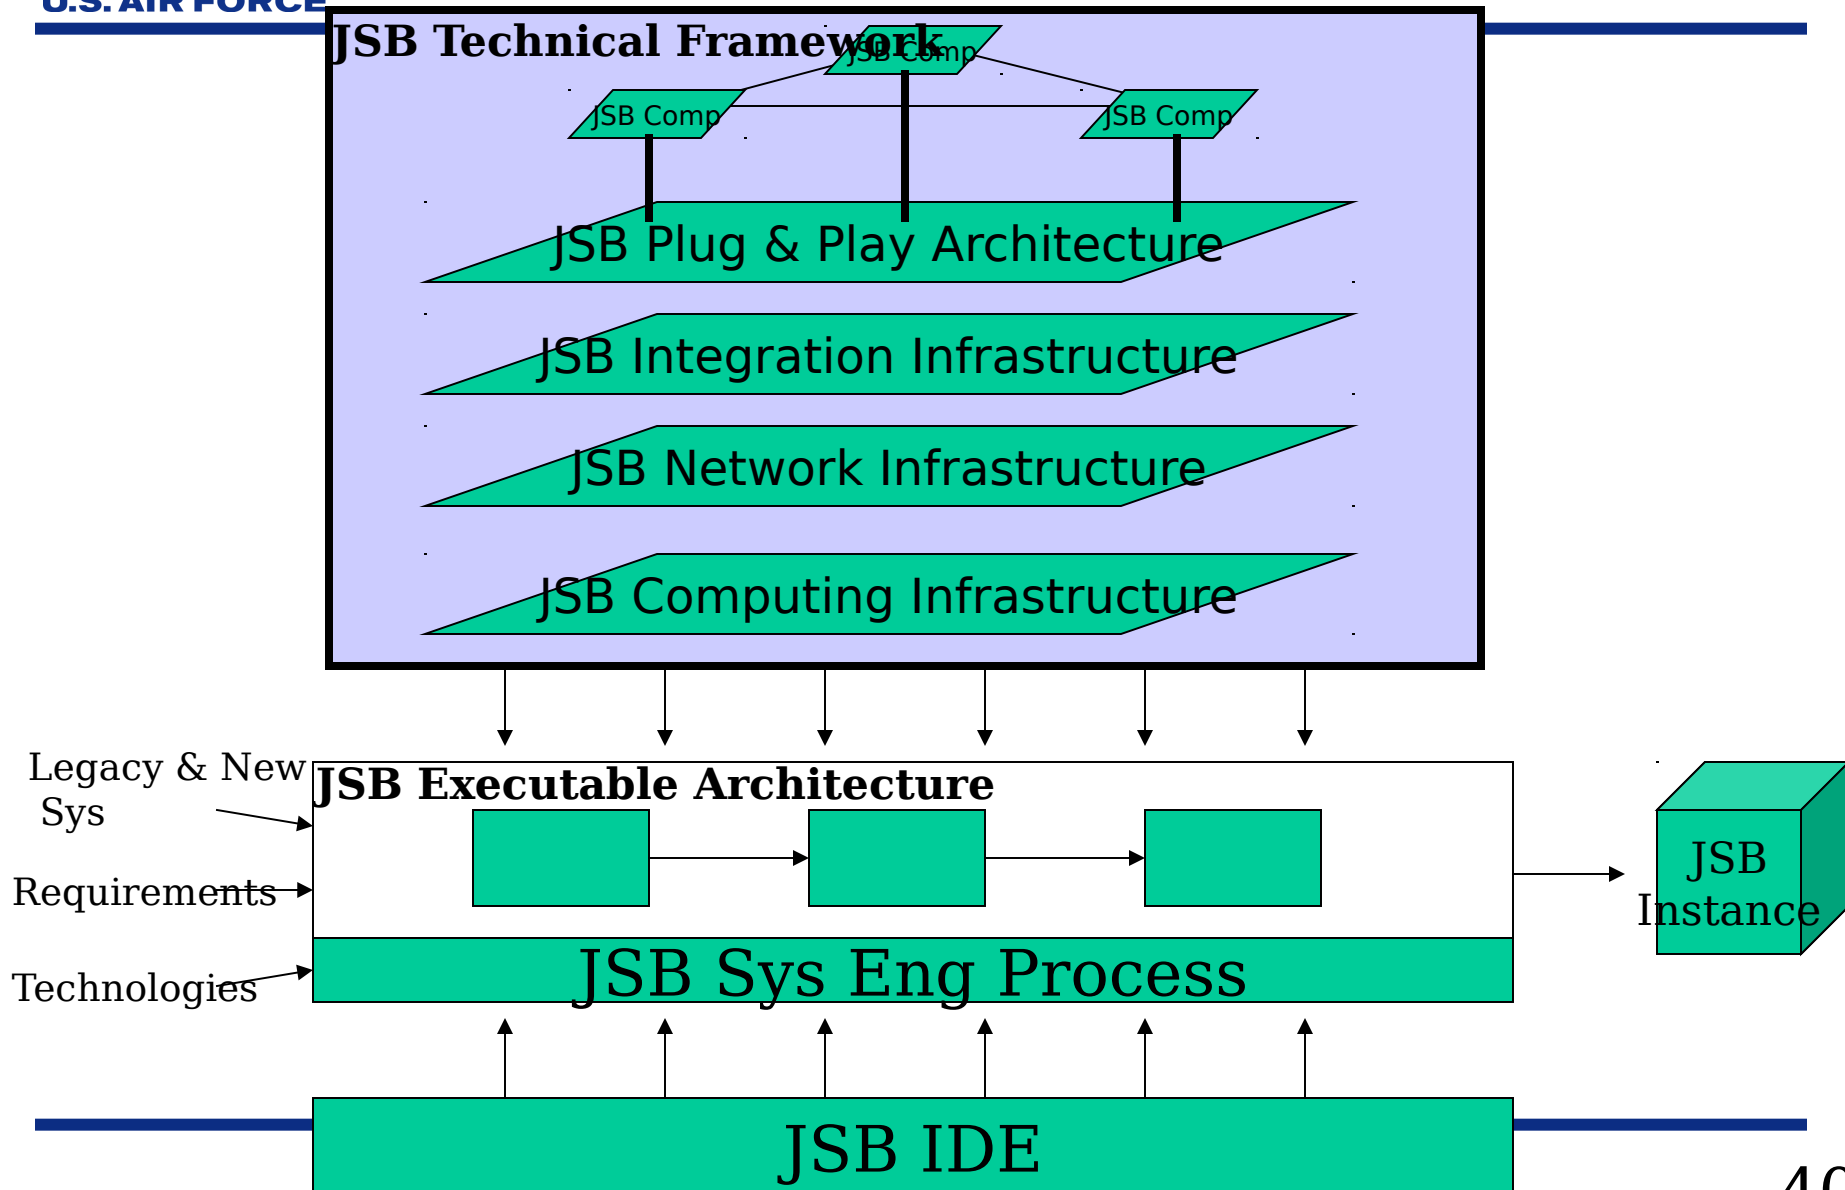 U.S. AIR FORCE
JSB Technical Framework
JSB Comp
JSB Comp
JSB Comp
JSB Plug & Play Architecture
JSB Integration Infrastructure
JSB Network Infrastructure
JSB Computing Infrastructure
Legacy & New
Sys
Requirements
Technologies
JSB Executable Architecture
JSB Sys Eng Process
JSB
Instance
JSB IDE